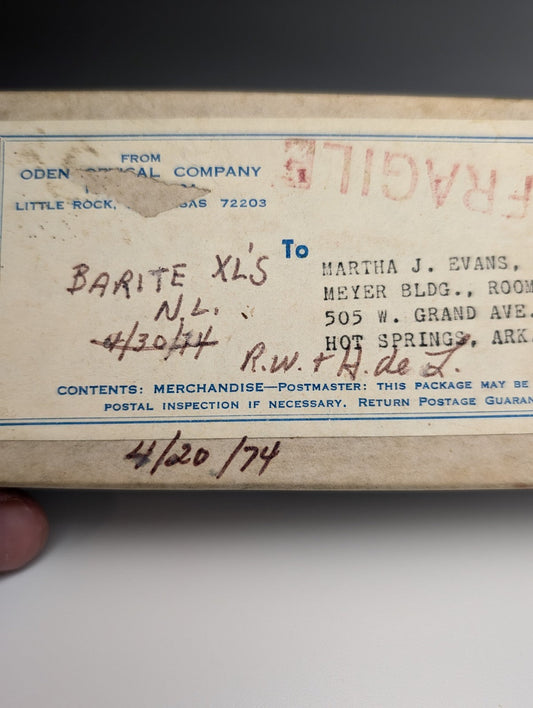 FROM
ODEN COMPANY
LITTLE ROCK, 72203
FRAGILE
To
MARTHA J. EVANS,
MEYER BLDG., ROOM
505 W. GRAND AVE.
HOT SPRINGS, ARK.
BARITE XL'S
N.L.
4/30/74
R.W. + H. de L.
CONTENTS: MERCHANDISE—POSTMASTER: THIS PACKAGE MAY BE
POSTAL INSPECTION IF NECESSARY. RETURN POSTAGE
4/20/74